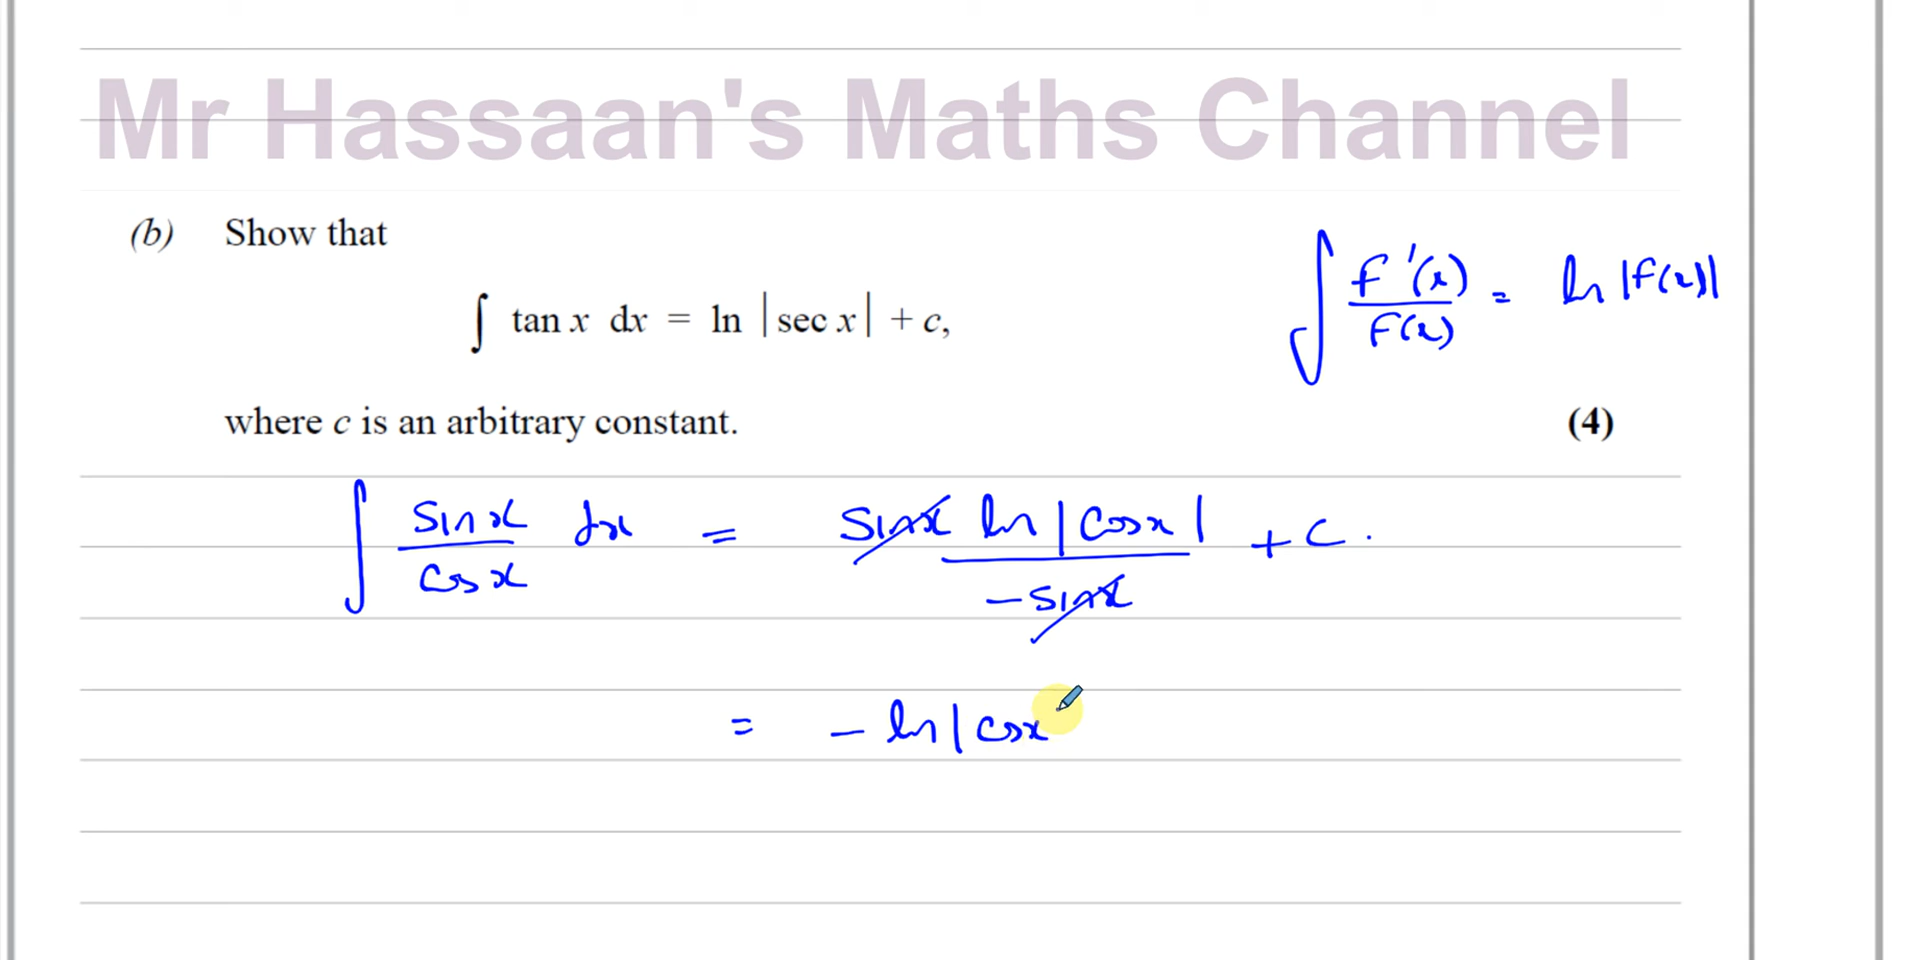 Mr Hassaan's Maths Channel
(b) Show that
∫ tan x dx = ln |sec x| + c,
∫ f'(x)/f(x) = ln |f(x)|
where c is an arbitrary constant. (4)
∫ sin x/cos x dx = sin x ln |cos x|/-sin x + c.
= - ln |cos x